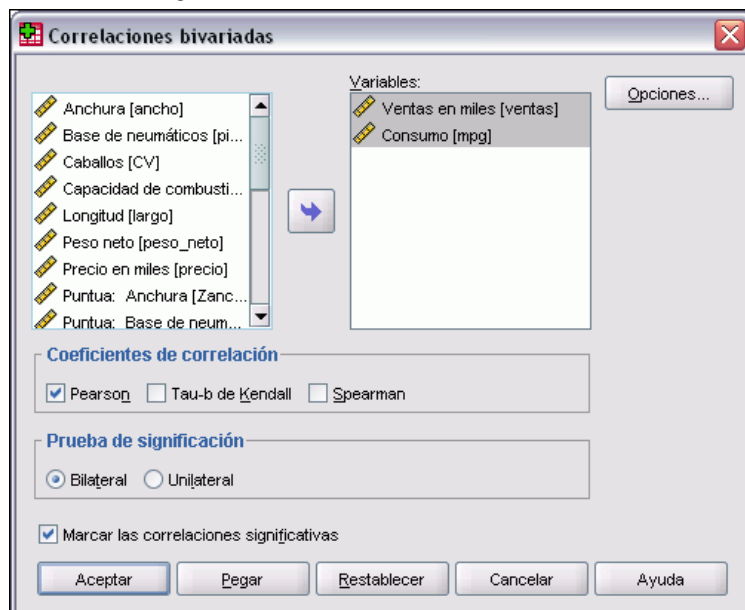 Correlaciones bivariadas
Anchura [ancho]
Base de neumáticos [pi...
Caballos [CV]
Capacidad de combusti...
Longitud [largo]
Peso neto [peso_neto]
Precio en miles [precio]
Puntua: Anchura [Zanc...
Puntua: Base de neum...
Variables:
Ventas en miles [ventas]
Consumo [mpg]
Opciones...
Coeficientes de correlación
Pearson Tau-b de Kendall Spearman
Prueba de significación
Bilateral Unilateral
Marcar las correlaciones significativas
Aceptar Pegar Restablecer Cancelar Ayuda